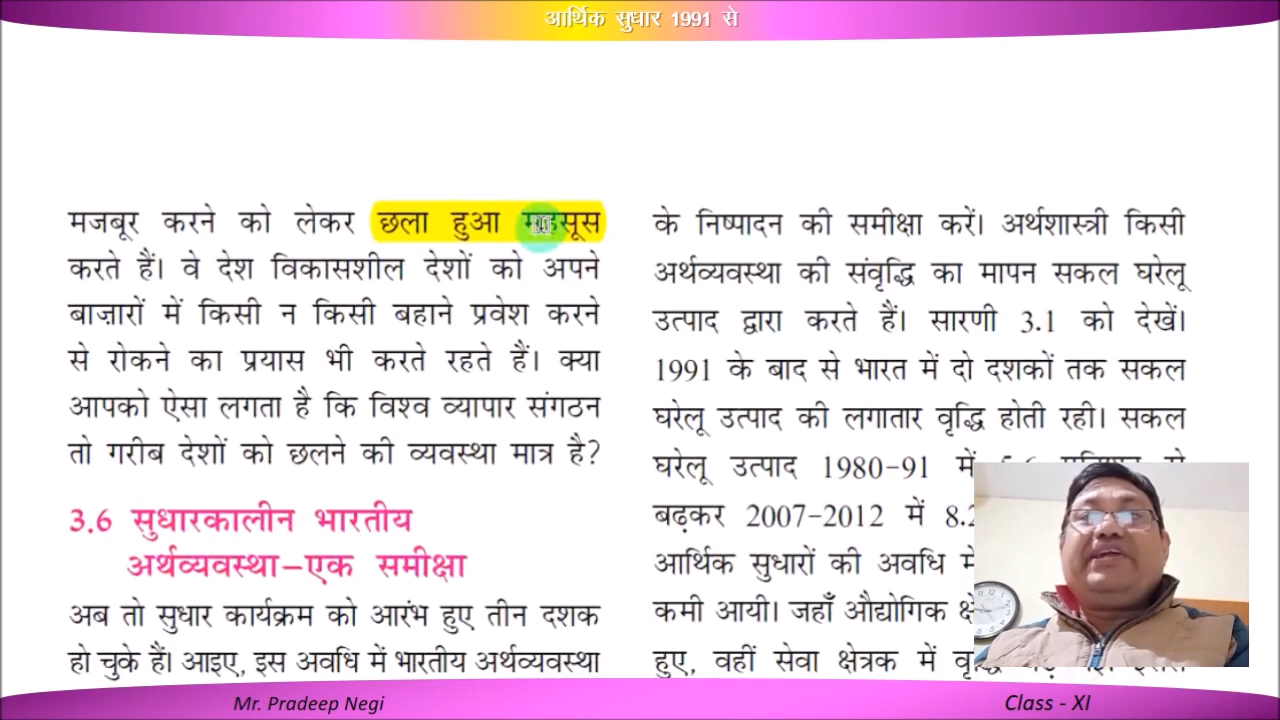 आर्थिक सुधार 1991 से
मजबूर करने को लेकर छला हुआ महसूस
करते हैं। वे देश विकासशील देशों को अपने
बाज़ारों में किसी न किसी बहाने प्रवेश करने
से रोकने का प्रयास भी करते रहते हैं। क्या
आपको ऐसा लगता है कि विश्व व्यापार संगठन
तो गरीब देशों को छलने की व्यवस्था मात्र है?
3.6 सुधारकालीन भारतीय
अर्थव्यवस्था–एक समीक्षा
अब तो सुधार कार्यक्रम को आरंभ हुए तीन दशक
हो चुके हैं। आइए, इस अवधि में भारतीय अर्थव्यवस्था
के निष्पादन की समीक्षा करें। अर्थशास्त्री किसी
अर्थव्यवस्था की संवृद्धि का मापन सकल घरेलू
उत्पाद द्वारा करते हैं। सारणी 3.1 को देखें।
1991 के बाद से भारत में दो दशकों तक सकल
घरेलू उत्पाद की लगातार वृद्धि होती रही। सकल
घरेलू उत्पाद 1980-91 में
बढ़कर 2007-2012 में 8.2
आर्थिक सुधारों की अवधि में
कमी आयी। जहाँ औद्योगिक
हुए, वहीं सेवा क्षेत्रक में
Mr. Pradeep Negi
Class - XI